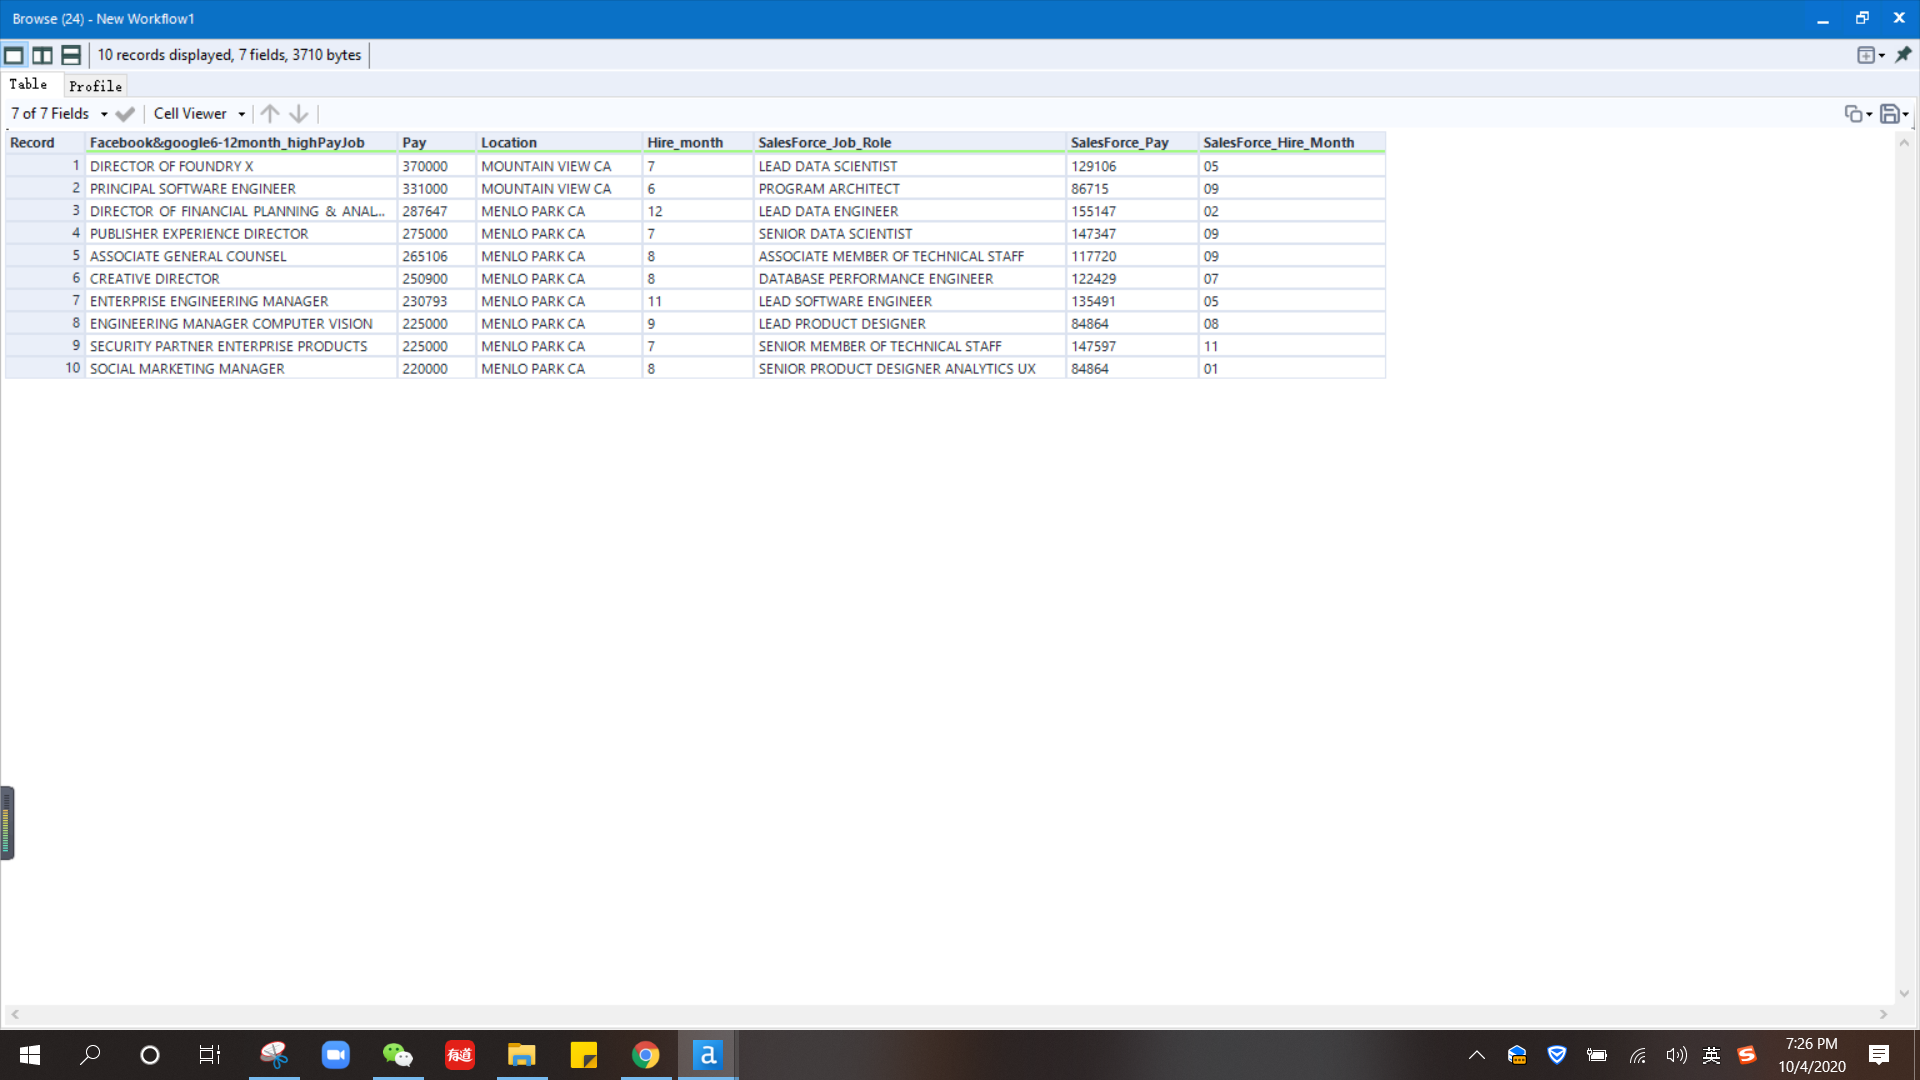 Browse (24) - New Workflow1
10 records displayed, 7 fields, 3710 bytes
Table Profile
7 of 7 Fields Cell Viewer
Record Facebook&google6-12month_highPayJob Pay Location Hire_month SalesForce_Job_Role SalesForce_Pay SalesForce_Hire_Month
1 DIRECTOR OF FOUNDRY X 370000 MOUNTAIN VIEW CA 7 LEAD DATA SCIENTIST 129106 05
2 PRINCIPAL SOFTWARE ENGINEER 331000 MOUNTAIN VIEW CA 6 PROGRAM ARCHITECT 86715 09
3 DIRECTOR OF FINANCIAL PLANNING & ANAL... 287647 MENLO PARK CA 12 LEAD DATA ENGINEER 155147 02
4 PUBLISHER EXPERIENCE DIRECTOR 275000 MENLO PARK CA 7 SENIOR DATA SCIENTIST 147347 09
5 ASSOCIATE GENERAL COUNSEL 265106 MENLO PARK CA 8 ASSOCIATE MEMBER OF TECHNICAL STAFF 117720 09
6 CREATIVE DIRECTOR 250900 MENLO PARK CA 8 DATABASE PERFORMANCE ENGINEER 122429 07
7 ENTERPRISE ENGINEERING MANAGER 230793 MENLO PARK CA 11 LEAD SOFTWARE ENGINEER 135491 05
8 ENGINEERING MANAGER COMPUTER VISION 225000 MENLO PARK CA 9 LEAD PRODUCT DESIGNER 84864 08
9 SECURITY PARTNER ENTERPRISE PRODUCTS 225000 MENLO PARK CA 7 SENIOR MEMBER OF TECHNICAL STAFF 147597 11
10 SOCIAL MARKETING MANAGER 220000 MENLO PARK CA 8 SENIOR PRODUCT DESIGNER ANALYTICS UX 84864 01
有道 a 英 S 7:26 PM
10/4/2020